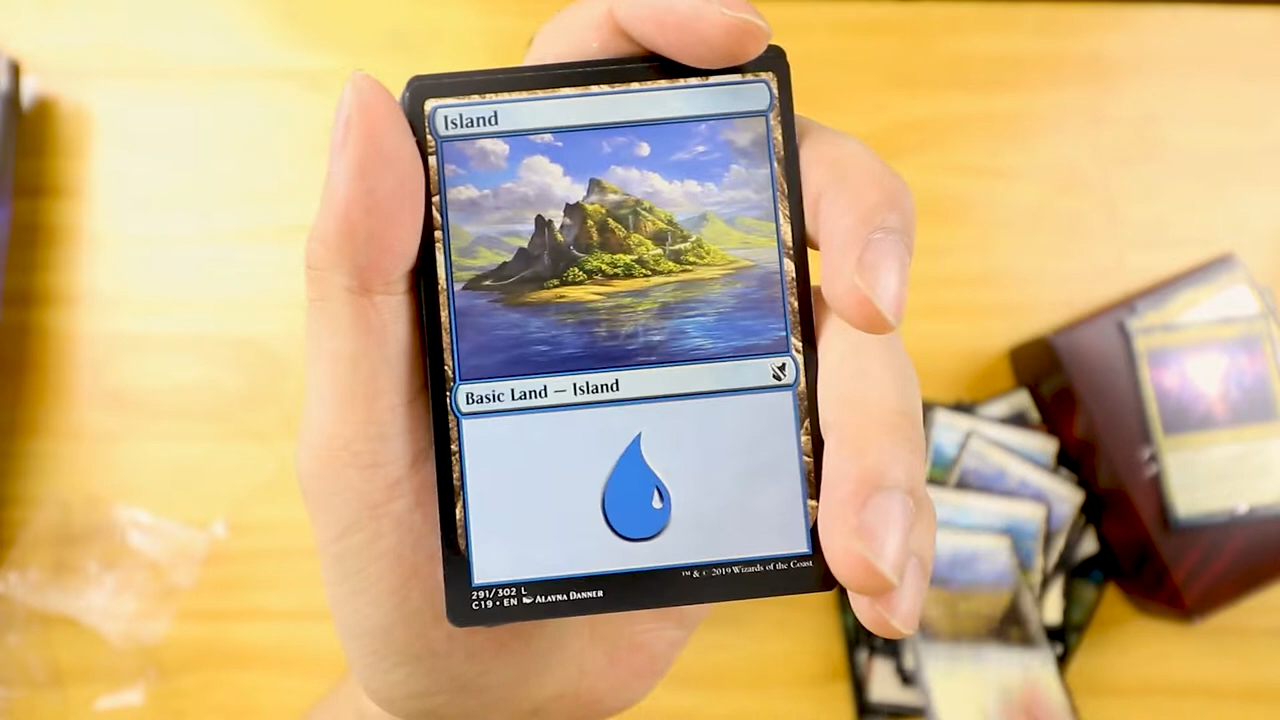 Island
Basic Land — Island
™ & © 2019 Wizards of the Coast
291/302 L
C19 • EN Alayna Danner